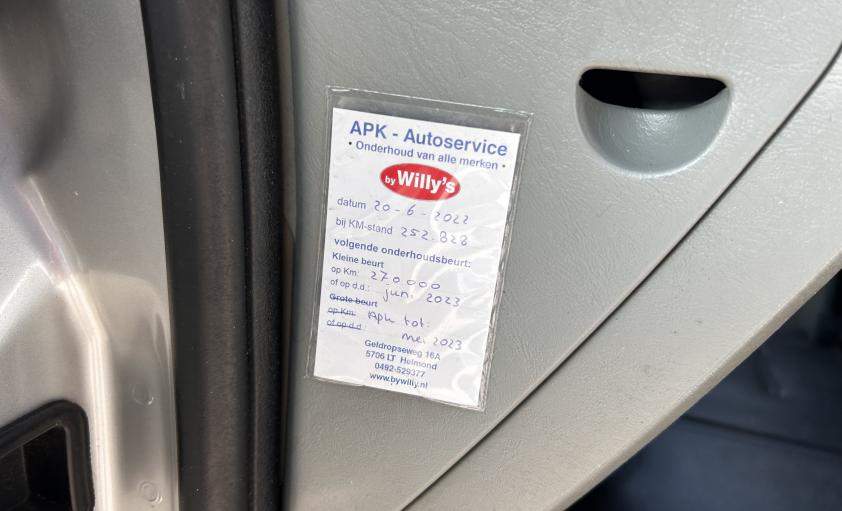 APK - Autoservice
• Onderhoud van alle merken •
by Willy's
datum 20-6-2022
bij KM-stand 252.828
volgende onderhoudsbeurt:
Kleine beurt
op Km: 270.000
of op d.d.: juni 2023
Grote beurt
op Km: Apk tot:
of op d.d.: mei 2023
Geldropseweg 16A
5706 LT Helmond
0492-529377
www.bywilly.nl